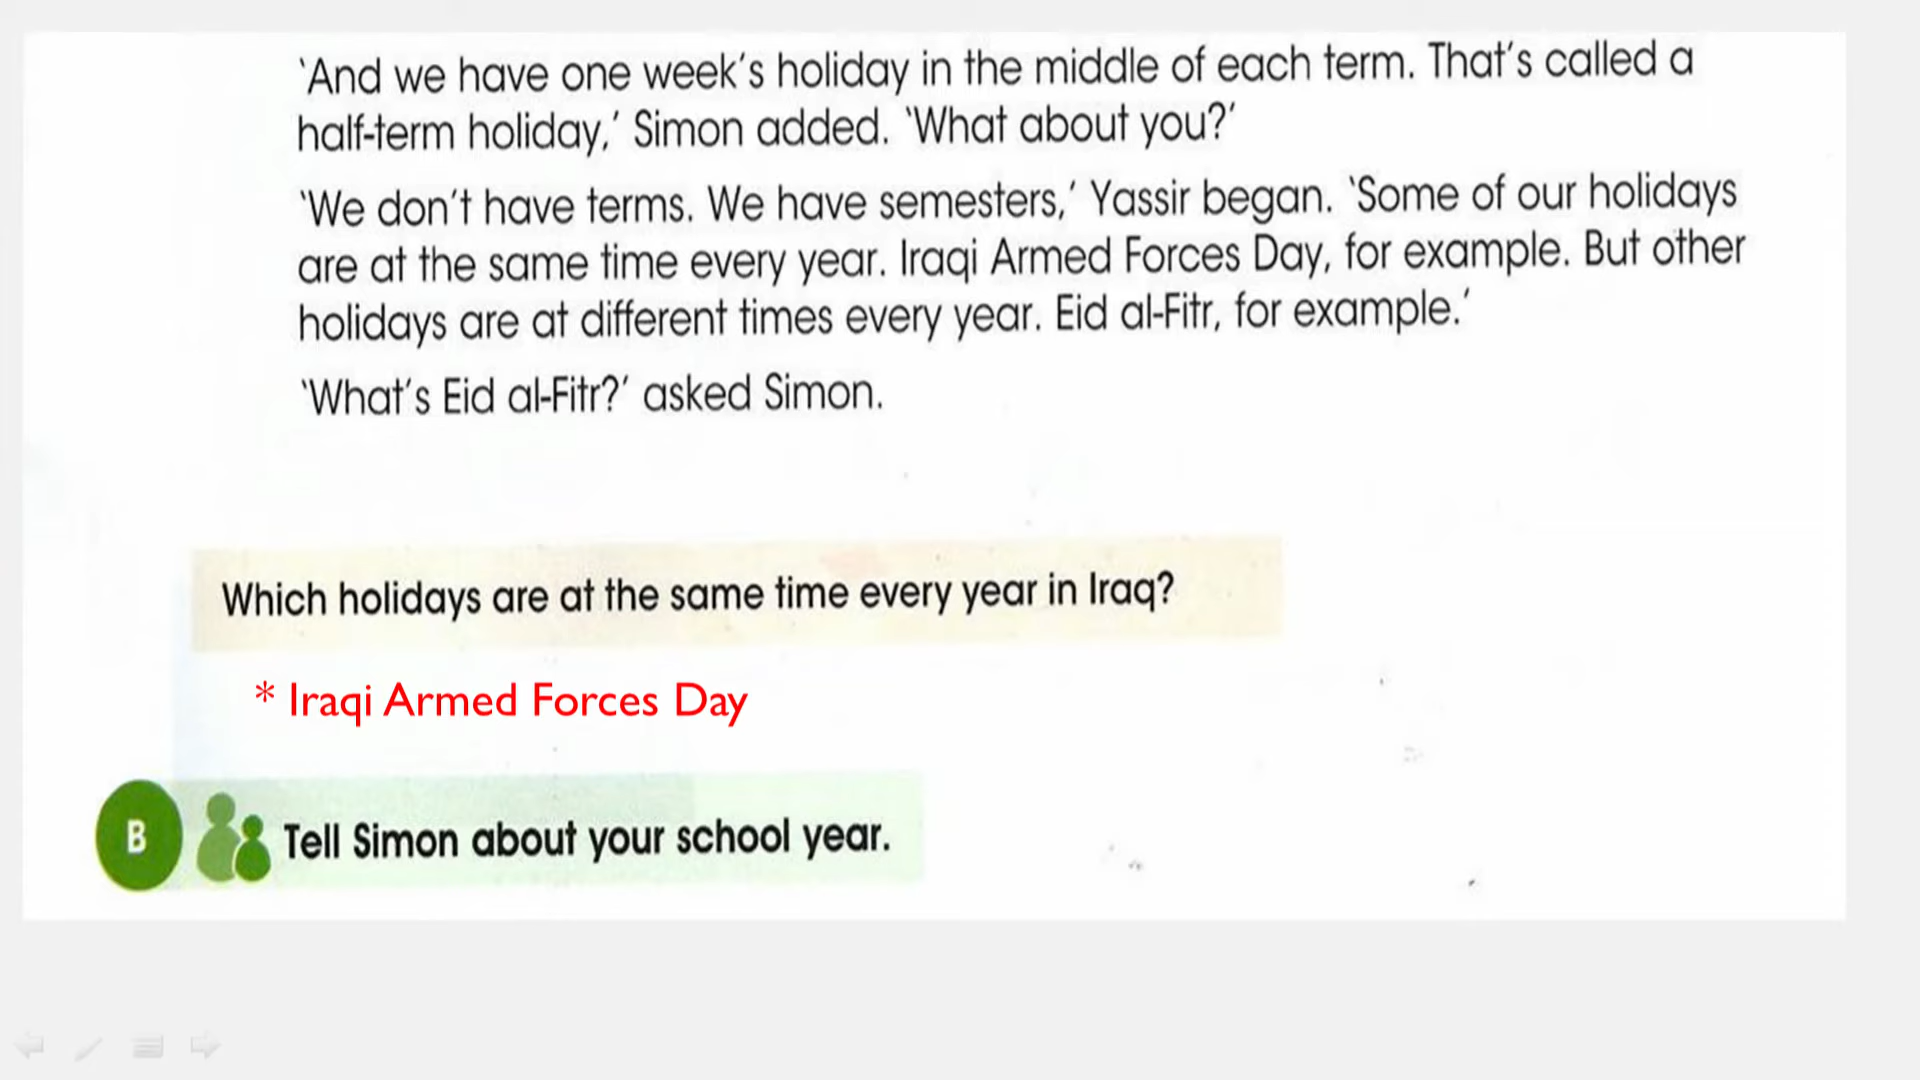 ‘And we have one week’s holiday in the middle of each term. That’s called a
half-term holiday,’ Simon added. ‘What about you?’
‘We don’t have terms. We have semesters,’ Yassir began. ‘Some of our holidays
are at the same time every year. Iraqi Armed Forces Day, for example. But other
holidays are at different times every year. Eid al-Fitr, for example.’
‘What’s Eid al-Fitr?’ asked Simon.
Which holidays are at the same time every year in Iraq?
* Iraqi Armed Forces Day
B Tell Simon about your school year.